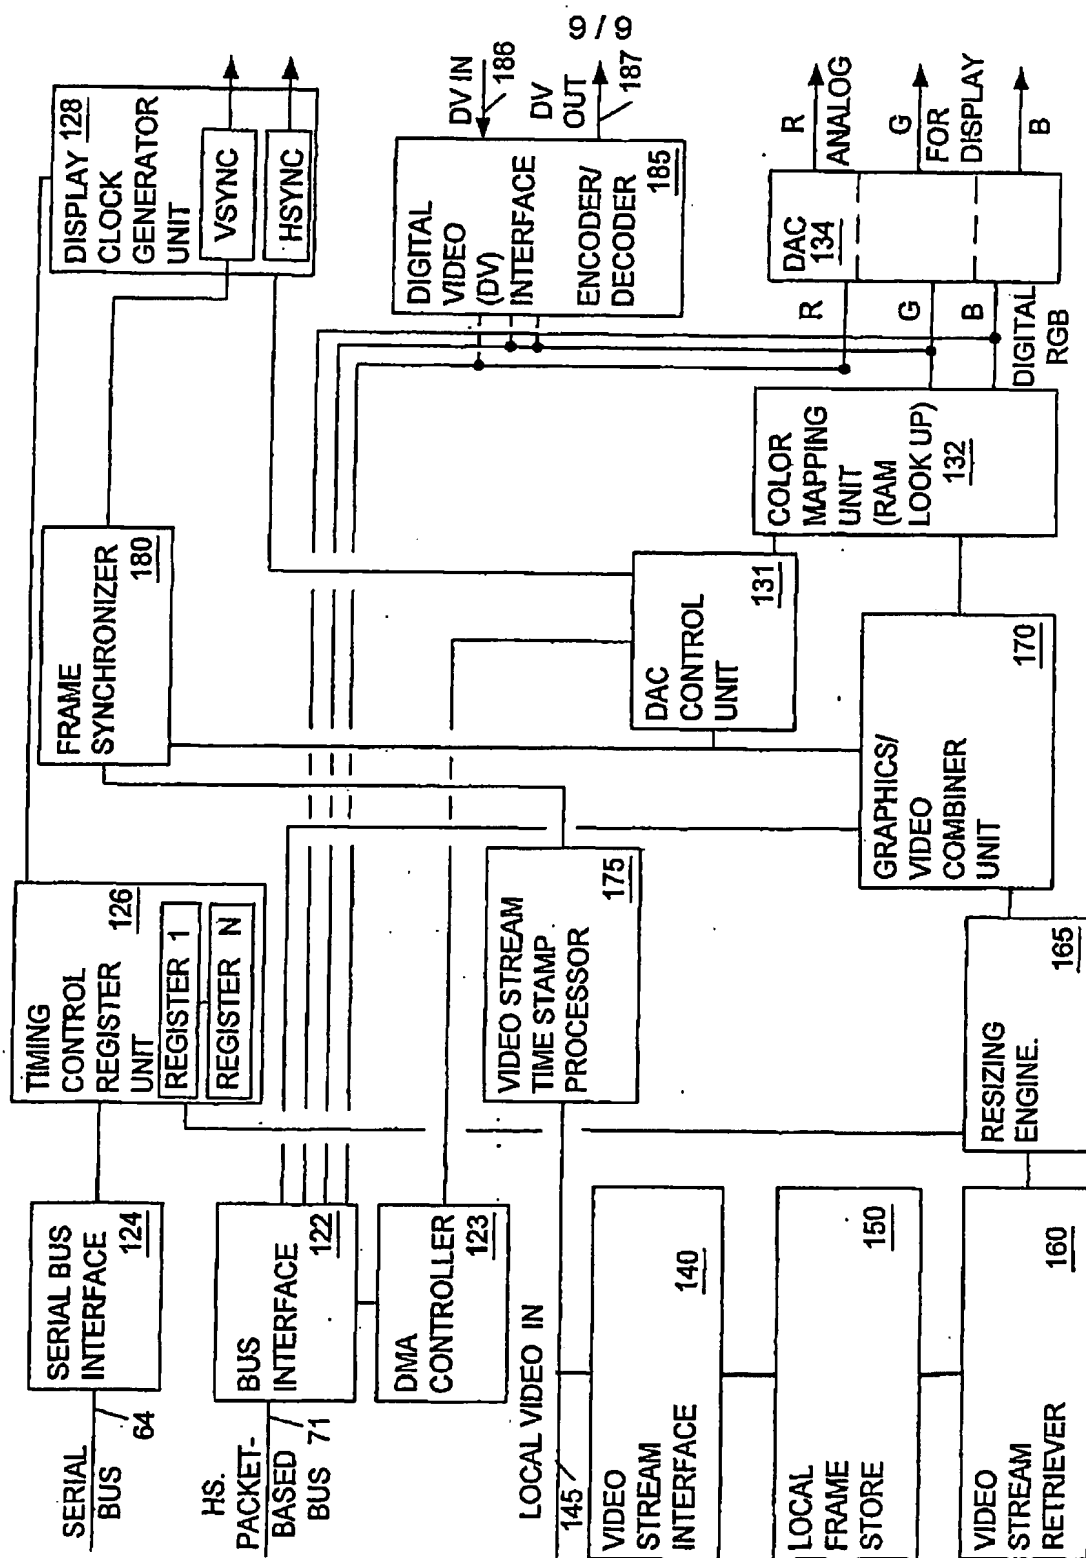 9/9
SERIAL
BUS
64
SERIAL BUS
INTERFACE
124
TIMING
CONTROL
REGISTER
UNIT
126
REGISTER 1
REGISTER N
FRAME
SYNCHRONIZER
180
DISPLAY 128
CLOCK
GENERATOR
UNIT
VSYNC
HSYNC
HS.
PACKET-
BASED
BUS
71
BUS
INTERFACE
122
DMA
CONTROLLER
123
DIGITAL
VIDEO
(DV)
INTERFACE
ENCODER/
DECODER
185
DV IN
186
DV
OUT
187
LOCAL VIDEO IN
145
VIDEO STREAM
TIME STAMP
PROCESSOR
175
DAC
CONTROL
UNIT
131
VIDEO
STREAM
INTERFACE
140
LOCAL
FRAME
STORE
150
VIDEO
STREAM
RETRIEVER
160
RESIZING
ENGINE.
165
GRAPHICS/
VIDEO
COMBINER
UNIT
170
COLOR
MAPPING
UNIT
(RAM
LOOK UP)
132
R
G
B
DIGITAL
RGB
DAC
134
R
ANALOG
G
FOR
DISPLAY
B